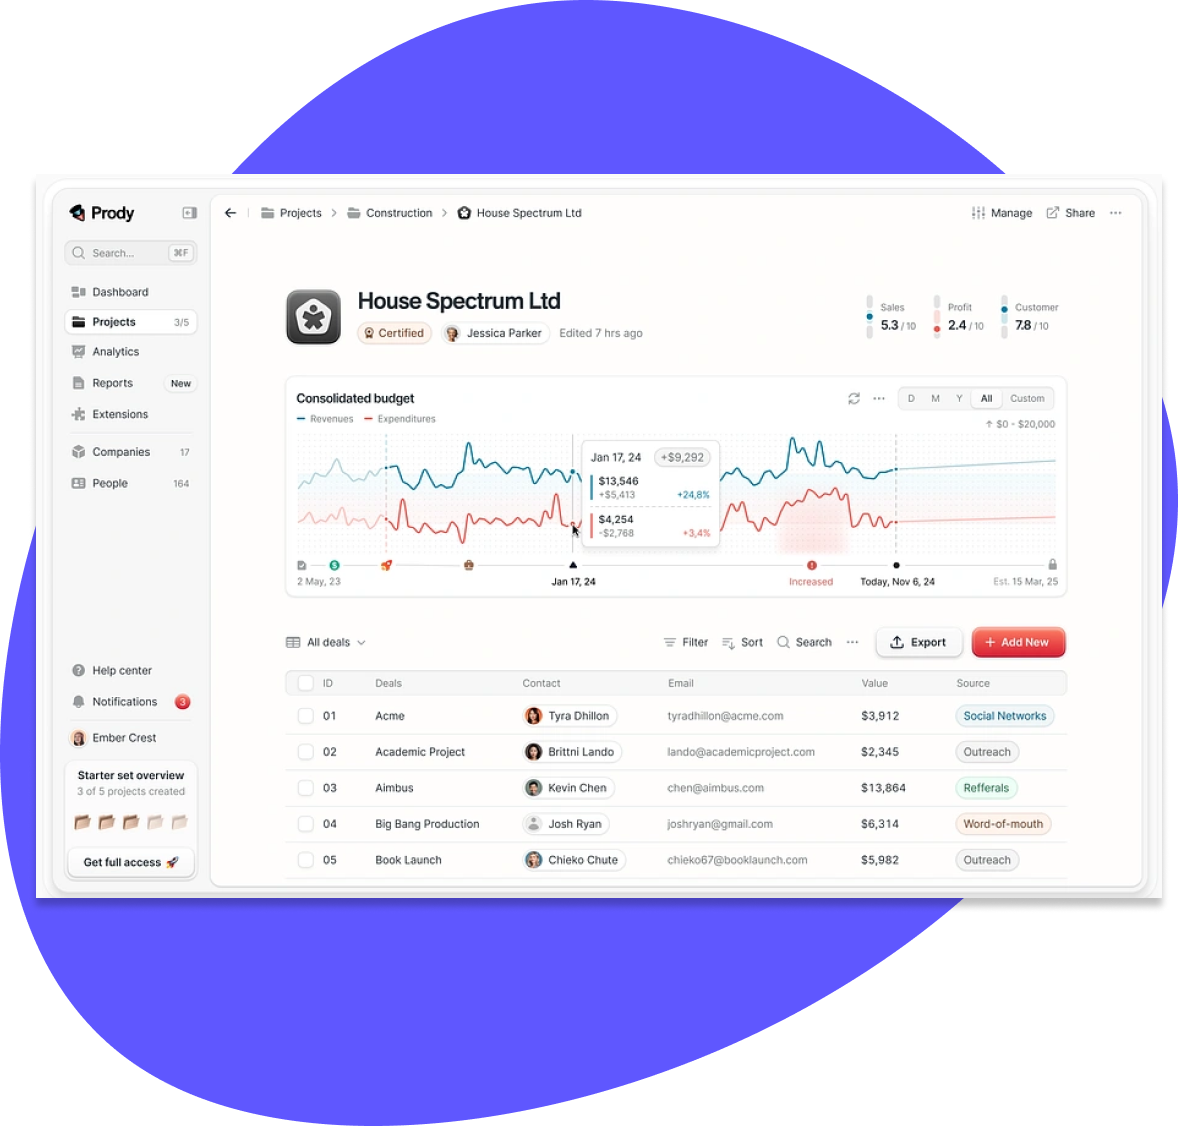 Prody
Search... ⌘F
Dashboard
Projects 3/5
Analytics
Reports New
Extensions
Companies 17
People 164
Help center
Notifications 3
Ember Crest
Starter set overview
3 of 5 projects created
Get full access
Projects > Construction > House Spectrum Ltd
Manage Share
House Spectrum Ltd
Certified Jessica Parker Edited 7 hrs ago
Sales 5.3 / 10
Profit 2.4 / 10
Customer 7.8 / 10
Consolidated budget
D M Y All Custom
Revenues Expenditures
↑ $0 - $20,000
Jan 17, 24 +$9,292
$13,546
+$5,413 +24,8%
$4,254
-$2,768 +3,4%
2 May, 23 Jan 17, 24 Increased Today, Nov 6, 24 Est. 15 Mar, 25
All deals Filter Sort Search Export + Add New
ID Deals Contact Email Value Source
01 Acme Tyra Dhillon tyradhillon@acme.com $3,912 Social Networks
02 Academic Project Brittni Lando lando@academicproject.com $2,345 Outreach
03 Aimbus Kevin Chen chen@aimbus.com $13,864 Refferals
04 Big Bang Production Josh Ryan joshryan@gmail.com $6,314 Word-of-mouth
05 Book Launch Chieko Chute chieko67@booklaunch.com $5,982 Outreach